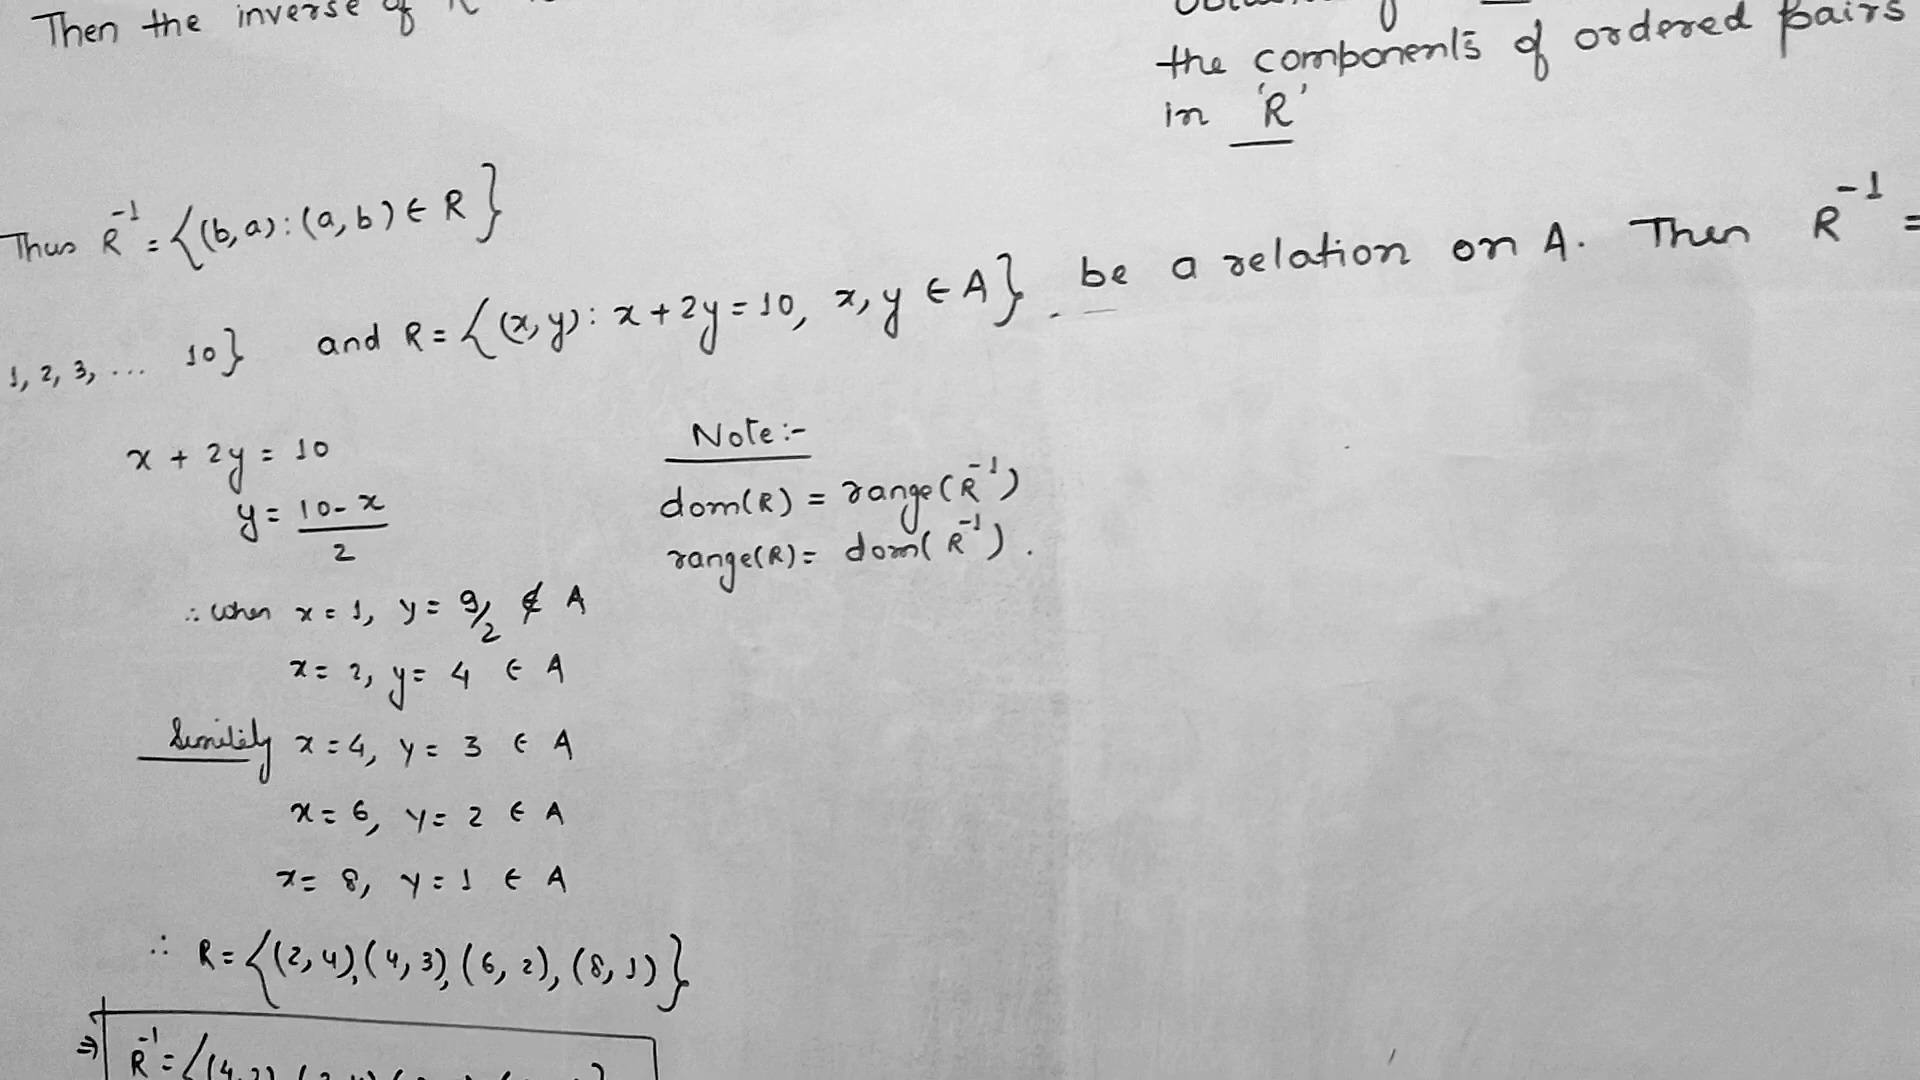 Then the inverse of R
the components of ordered pairs
in 'R'
Thus R⁻¹ = {(b,a) : (a,b) ∈ R}
1, 2, 3, ... 10} and R = {(x,y) : x + 2y = 10, x, y ∈ A} be a relation on A. Then R⁻¹ =
x + 2y = 10
y = (10 - x)/2
∴ when x = 1, y = 9/2 ∉ A
x = 2, y = 4 ∈ A
x = 4, y = 3 ∈ A
x = 6, y = 2 ∈ A
x = 8, y = 1 ∈ A
∴ R = {(2,4), (4,3), (6,2), (8,1)}
⇒ R⁻¹ = {(4,2)
Note :-
dom(R) = range(R⁻¹)
range(R) = dom(R⁻¹).